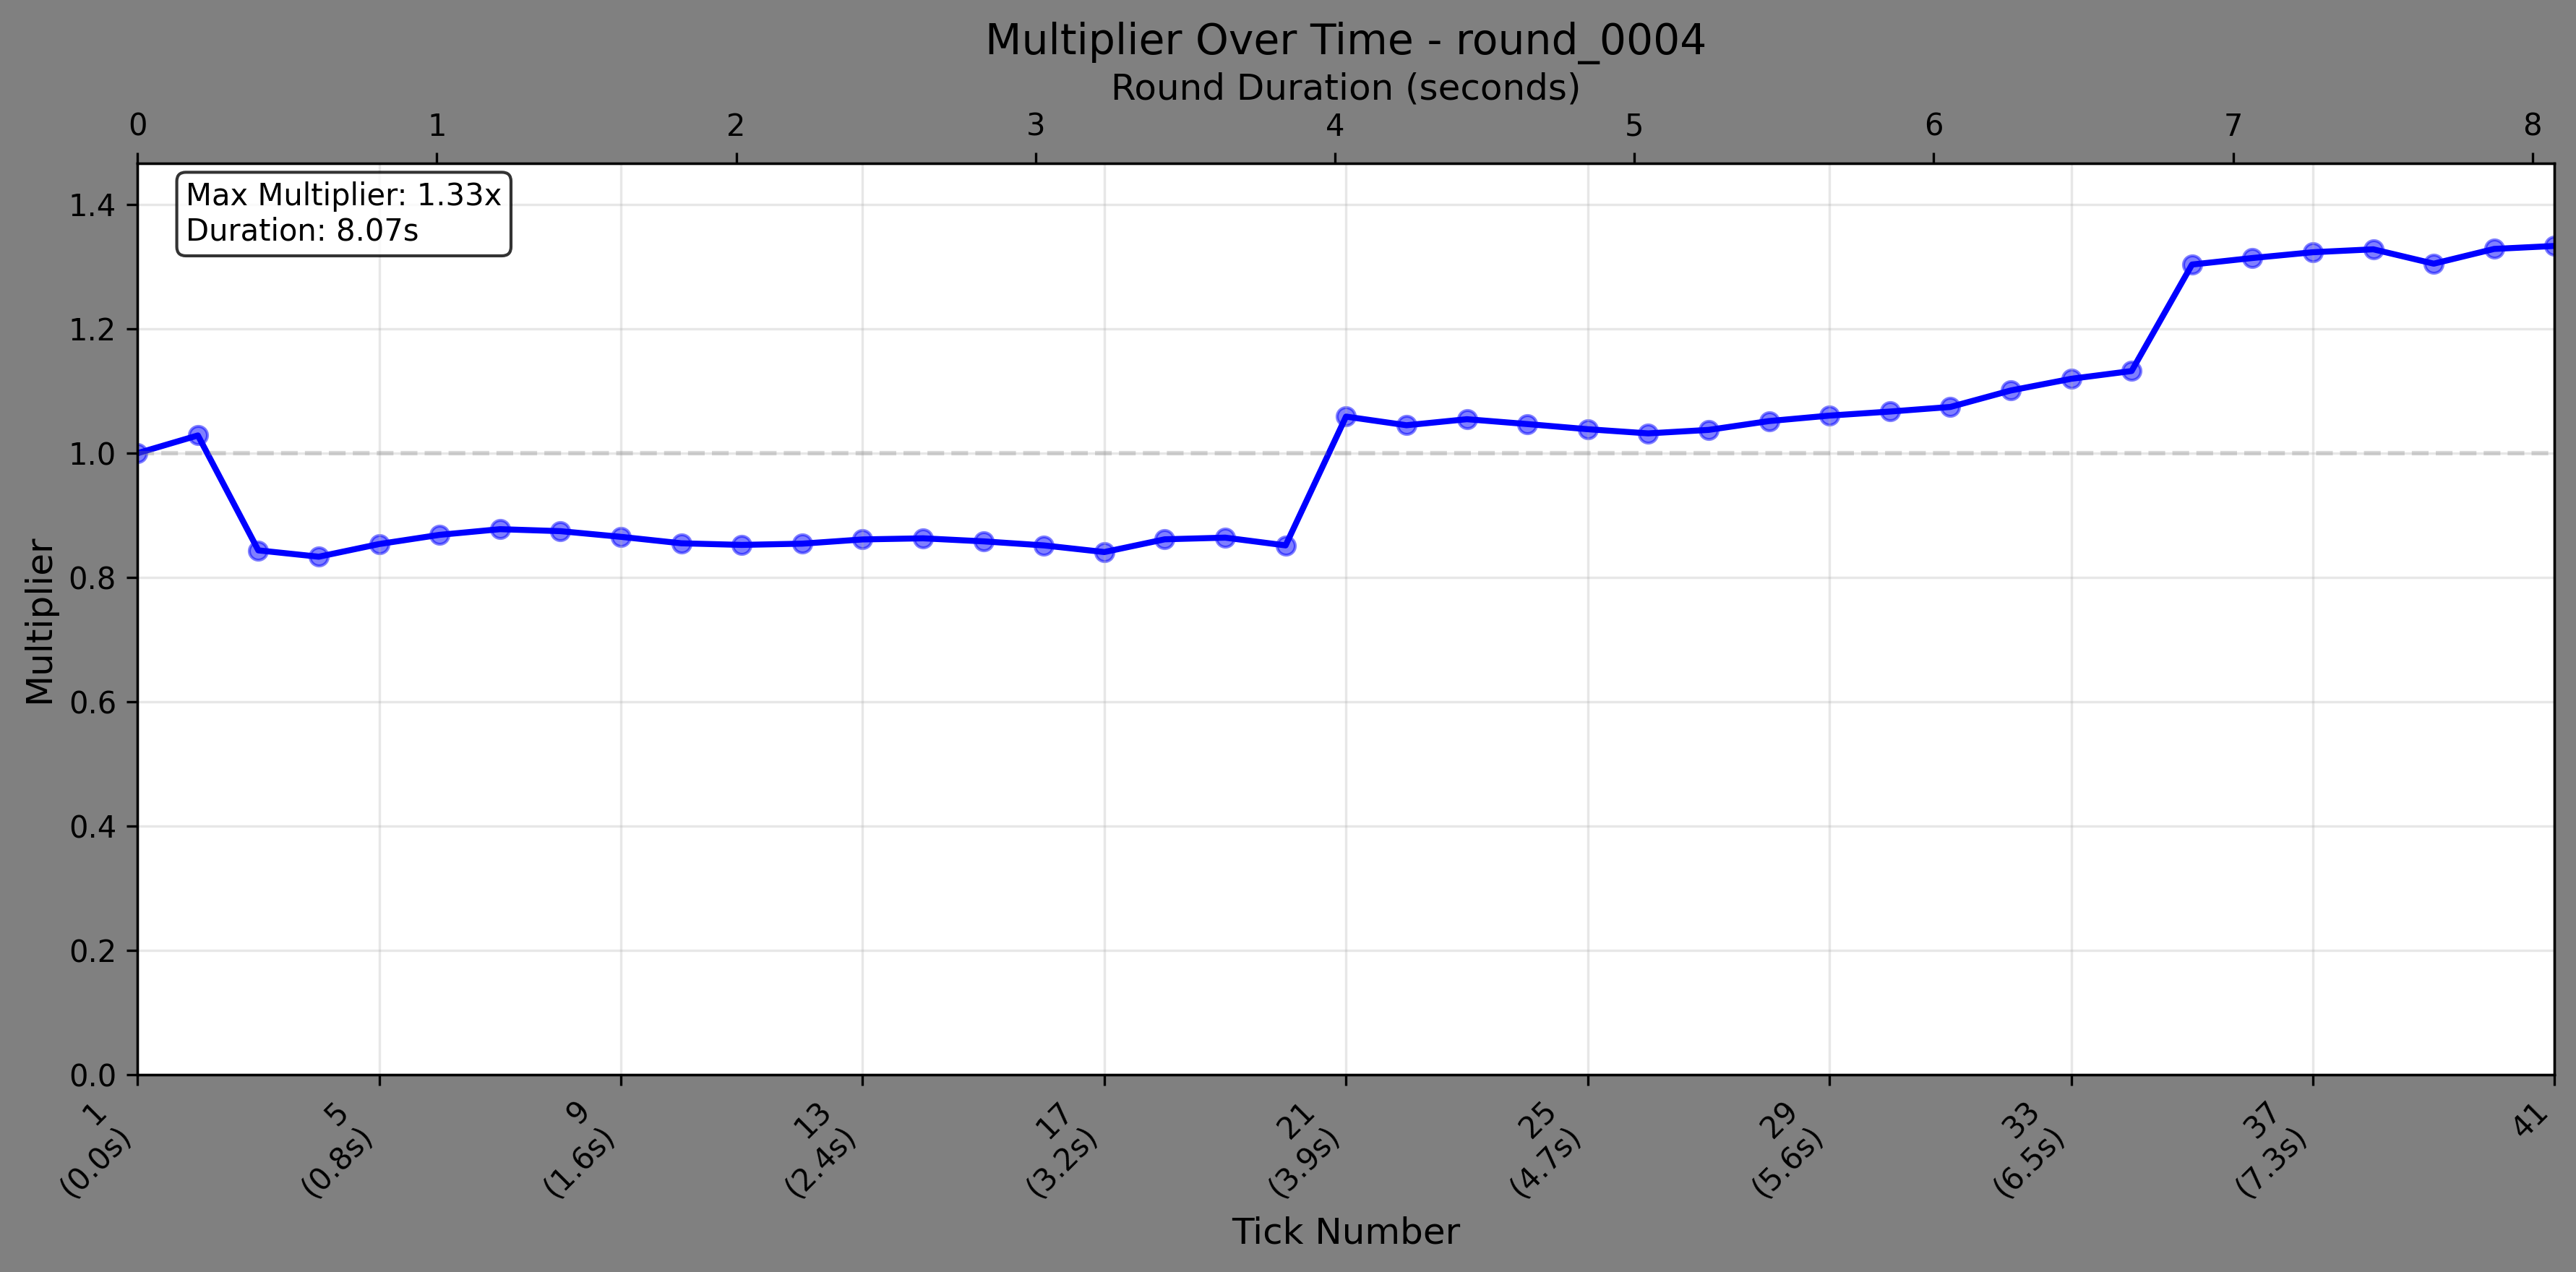 Multiplier Over Time - round_0004
Round Duration (seconds)
0 1 2 3 4 5 6 7 8
Max Multiplier: 1.33x
Duration: 8.07s
1.4
1.2
1.0
0.8
0.6
0.4
0.2
0.0
Multiplier
1
(0.0s)
5
(0.8s)
9
(1.6s)
13
(2.4s)
17
(3.2s)
21
(3.9s)
25
(4.7s)
29
(5.6s)
33
(6.5s)
37
(7.3s)
41
Tick Number